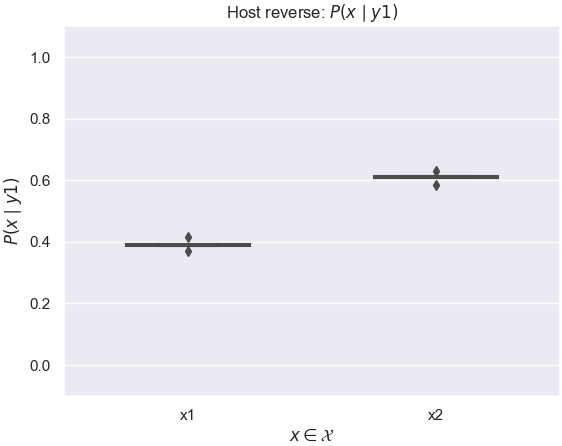 Host reverse: P(x | y1)
P(x | y1)
1.0
0.8
0.6
0.4
0.2
0.0
x1 x2
x ∈ 𝒳